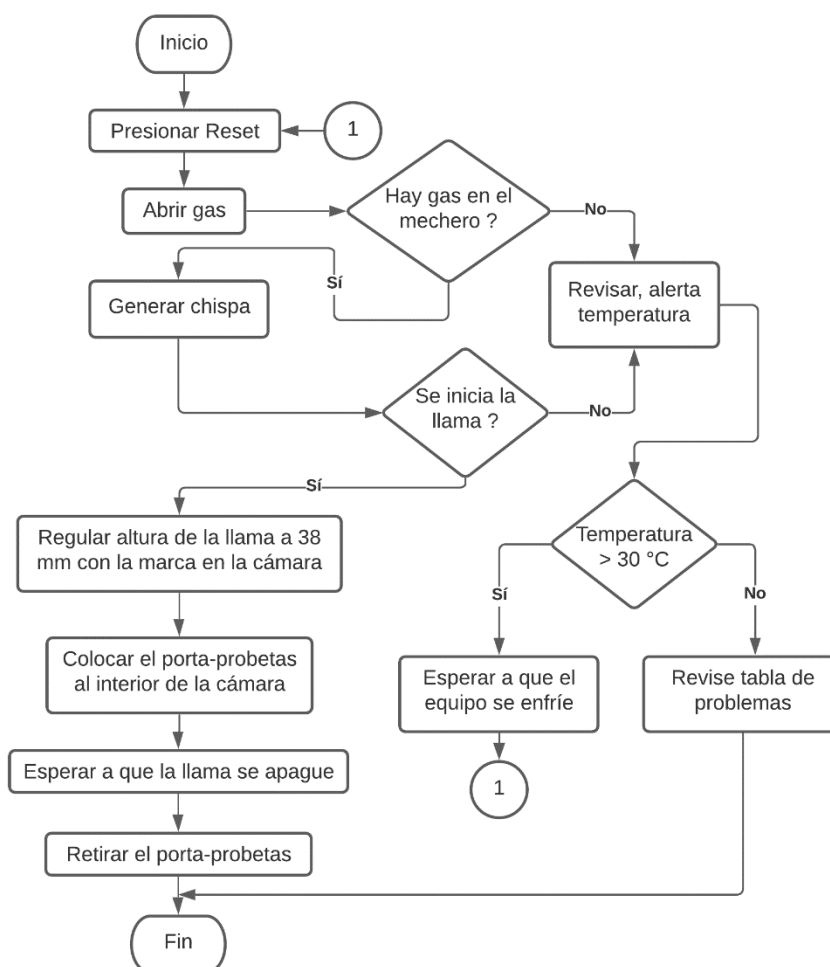 Inicio
Presionar Reset
1
Abrir gas
Hay gas en el
mechero ?
No
Sí
Generar chispa
Revisar, alerta
temperatura
Se inicia la
llama ?
No
Sí
Regular altura de la llama a 38
mm con la marca en la cámara
Temperatura
> 30 °C
Sí
No
Colocar el porta-probetas
al interior de la cámara
Esperar a que el
equipo se enfríe
Revise tabla de
problemas
Esperar a que la llama se apague
1
Retirar el porta-probetas
Fin